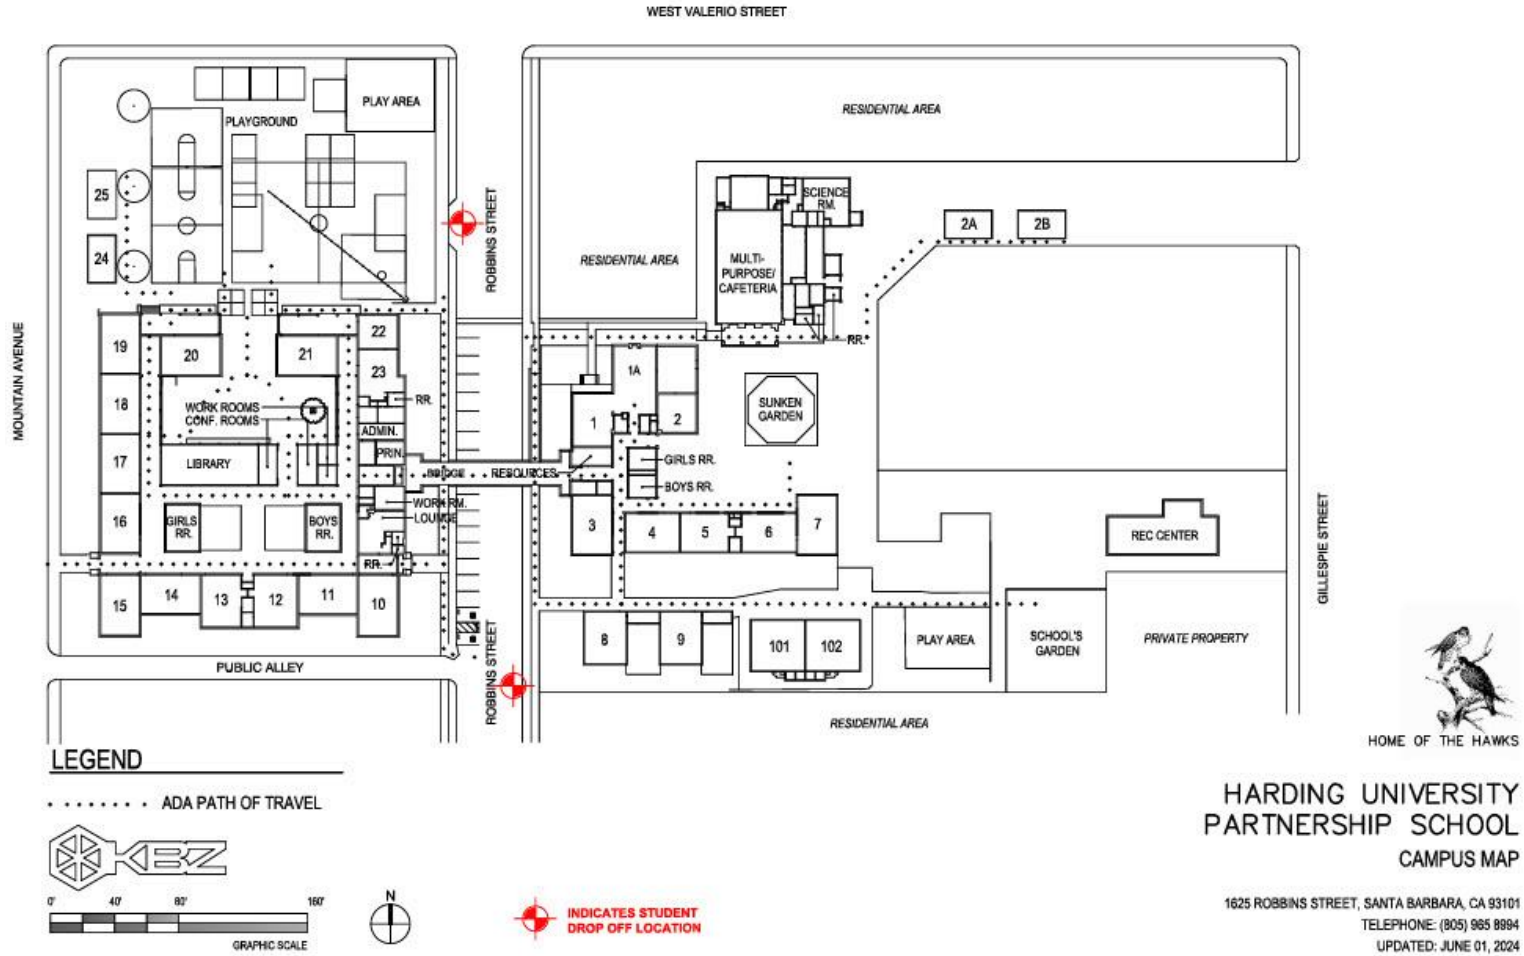 WEST VALERIO STREET
PLAY AREA
PLAYGROUND
RESIDENTIAL AREA
25
24
ROBBINS STREET
SCIENCE
RM.
2A
2B
RESIDENTIAL AREA
MULTI-
PURPOSE/
CAFETERIA
RR.
MOUNTAIN AVENUE
19
20
21
22
23
18
WORK ROOMS
CONF. ROOMS
RR.
ADMIN.
PRIN.
17
LIBRARY
BRIDGE
RESOURCES
1A
1
2
SUNKEN
GARDEN
GIRLS RR.
BOYS RR.
16
GIRLS
RR.
BOYS
RR.
WORK RM.
LOUNGE
RR.
3
4
5
6
7
REC CENTER
GILLESPIE STREET
15
14
13
12
11
10
PUBLIC ALLEY
ROBBINS STREET
8
9
101
102
PLAY AREA
SCHOOL'S
GARDEN
PRIVATE PROPERTY
RESIDENTIAL AREA
HOME OF THE HAWKS
LEGEND
ADA PATH OF TRAVEL
KBZ
0'
40'
80'
160'
GRAPHIC SCALE
N
INDICATES STUDENT
DROP OFF LOCATION
HARDING UNIVERSITY
PARTNERSHIP SCHOOL
CAMPUS MAP
1625 ROBBINS STREET, SANTA BARBARA, CA 93101
TELEPHONE: (805) 965 8994
UPDATED: JUNE 01, 2024